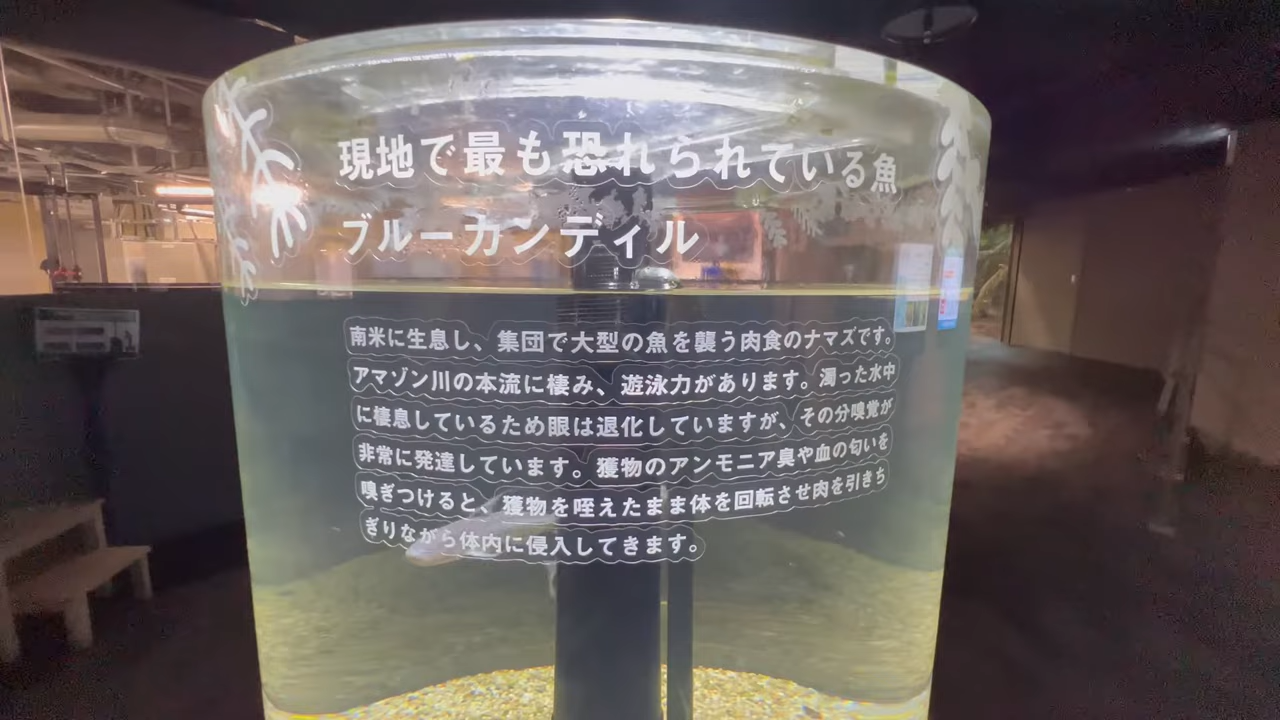 現地で最も恐れられている魚
ブルーカンディル
南米に生息し、集団で大型の魚を襲う肉食のナマズです。
アマゾン川の本流に棲み、遊泳力があります。濁った水中
に棲息しているため眼は退化していますが、その分嗅覚が
非常に発達しています。獲物のアンモニア臭や血の匂いを
嗅ぎつけると、獲物を咥えたまま体を回転させ肉を引きち
ぎりながら体内に侵入してきます。